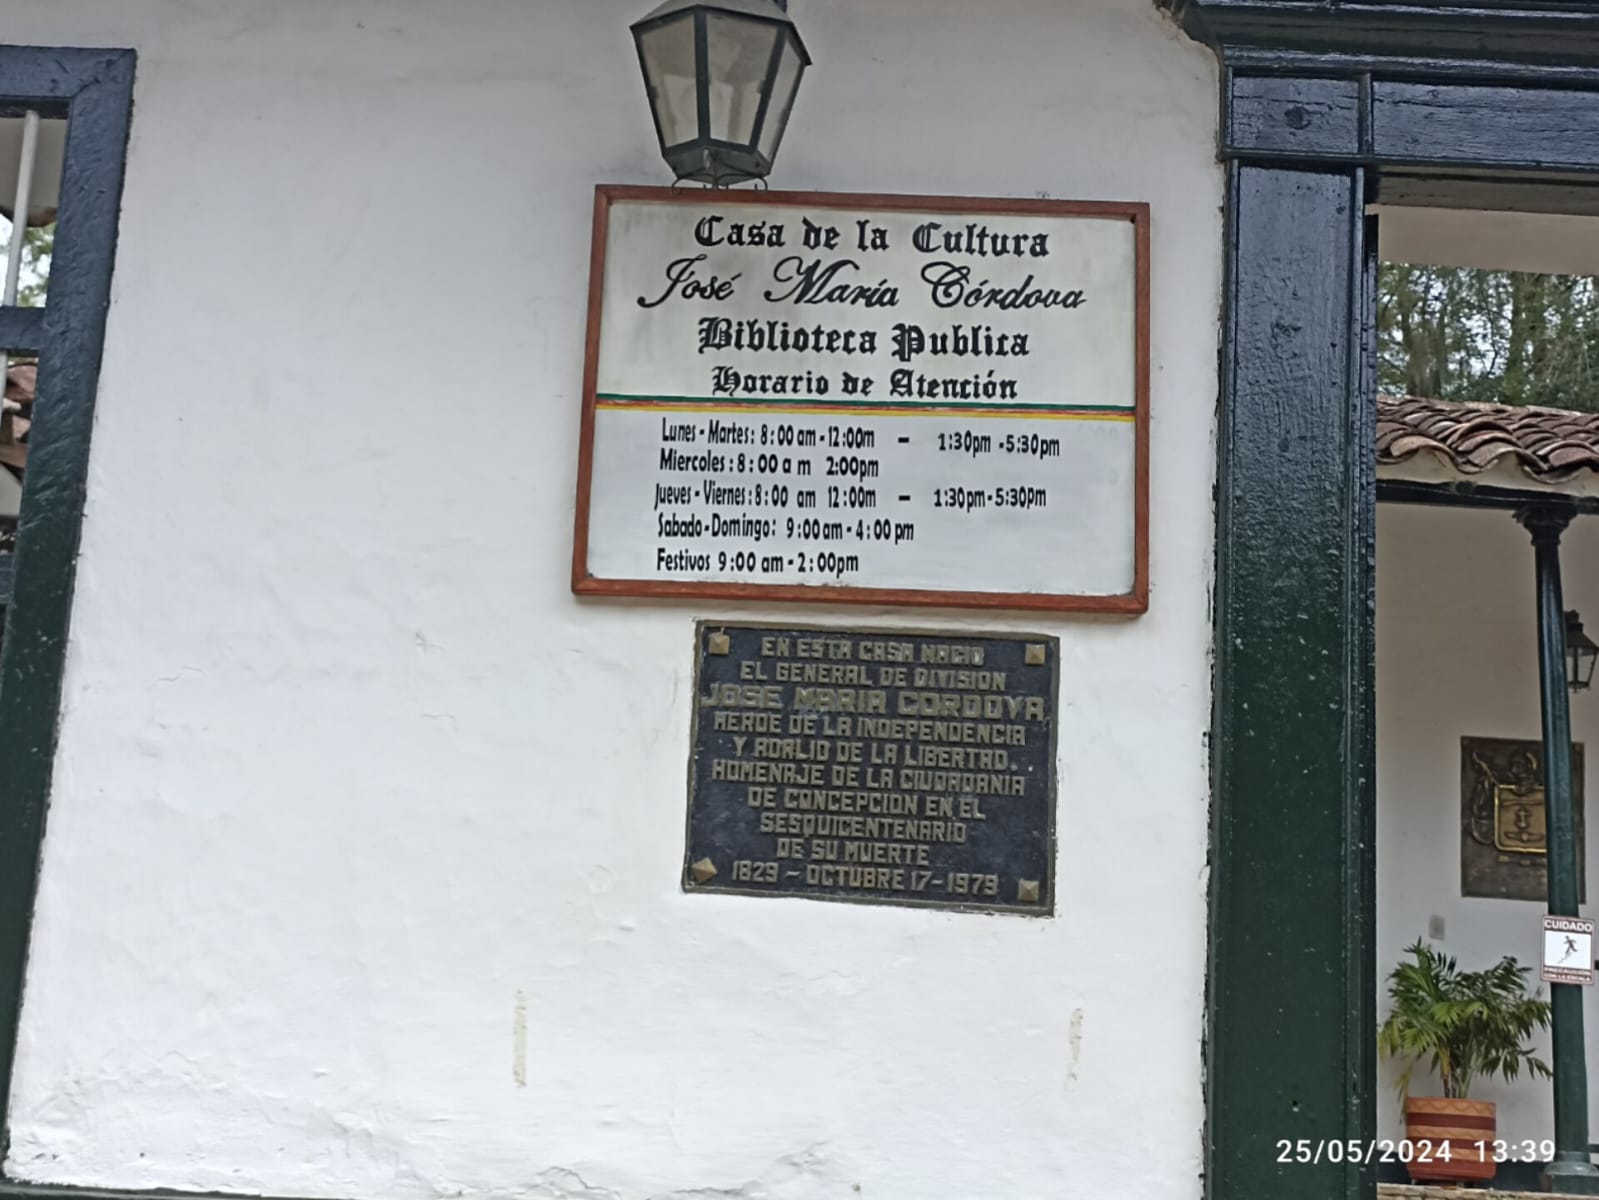 Casa de la Cultura
José María Córdova
Biblioteca Publica
Horario de Atención
Lunes - Martes: 8:00 am - 12:00m - 1:30pm - 5:30pm
Miercoles: 8:00 a m 2:00pm
Jueves - Viernes: 8:00 am 12:00m - 1:30pm - 5:30pm
Sabado - Domingo: 9:00 am - 4:00 pm
Festivos 9:00 am - 2:00pm
EN ESTA CASA NACIO
EL GENERAL DE DIVISION
JOSE MARIA CORDOVA
HEROE DE LA INDEPENDENCIA
Y ADALID DE LA LIBERTAD.
HOMENAJE DE LA CIUDADANIA
DE CONCEPCION EN EL
SESQUICENTENARIO
DE SU MUERTE
1829 - OCTUBRE 17 - 1979
CUIDADO
PRECAUCIÓN
CON LA ESCALA
25/05/2024 13:39